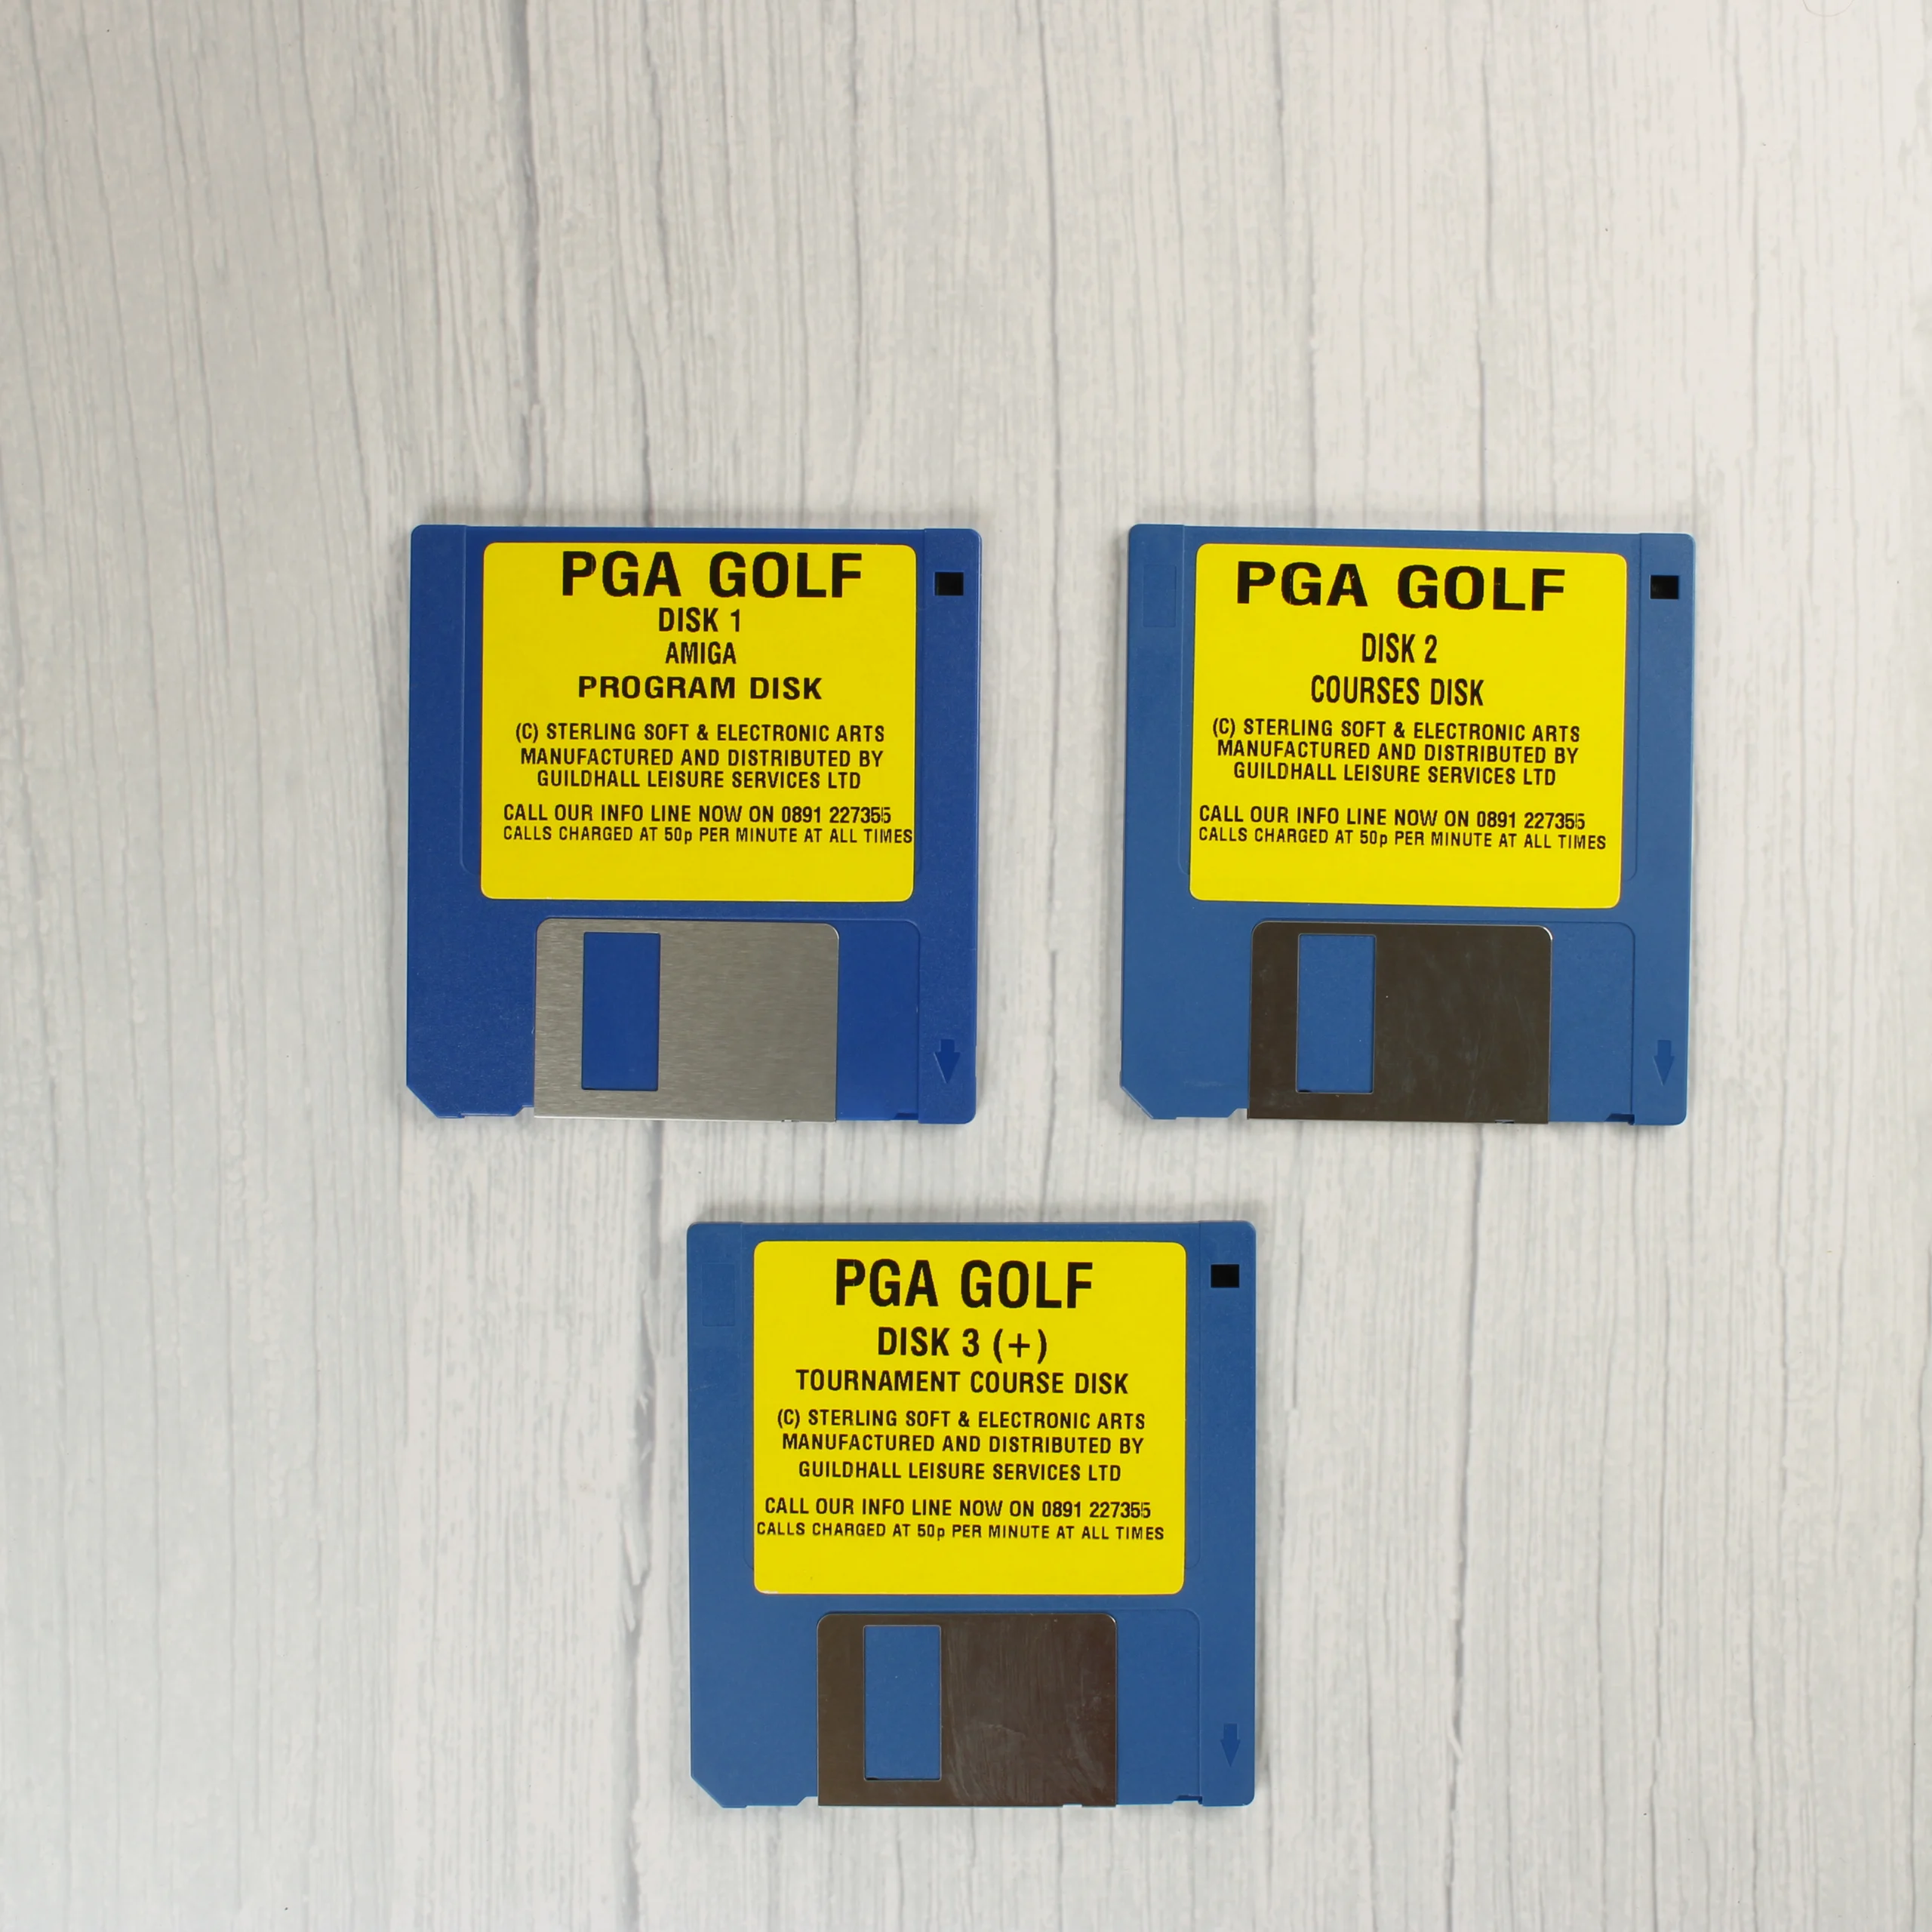 PGA GOLF
DISK 1
AMIGA
PROGRAM DISK
(C) STERLING SOFT & ELECTRONIC ARTS
MANUFACTURED AND DISTRIBUTED BY
GUILDHALL LEISURE SERVICES LTD
CALL OUR INFO LINE NOW ON 0891 227355
CALLS CHARGED AT 50p PER MINUTE AT ALL TIMES
PGA GOLF
DISK 2
COURSES DISK
(C) STERLING SOFT & ELECTRONIC ARTS
MANUFACTURED AND DISTRIBUTED BY
GUILDHALL LEISURE SERVICES LTD
CALL OUR INFO LINE NOW ON 0891 227355
CALLS CHARGED AT 50p PER MINUTE AT ALL TIMES
PGA GOLF
DISK 3 (+)
TOURNAMENT COURSE DISK
(C) STERLING SOFT & ELECTRONIC ARTS
MANUFACTURED AND DISTRIBUTED BY
GUILDHALL LEISURE SERVICES LTD
CALL OUR INFO LINE NOW ON 0891 227355
CALLS CHARGED AT 50p PER MINUTE AT ALL TIMES